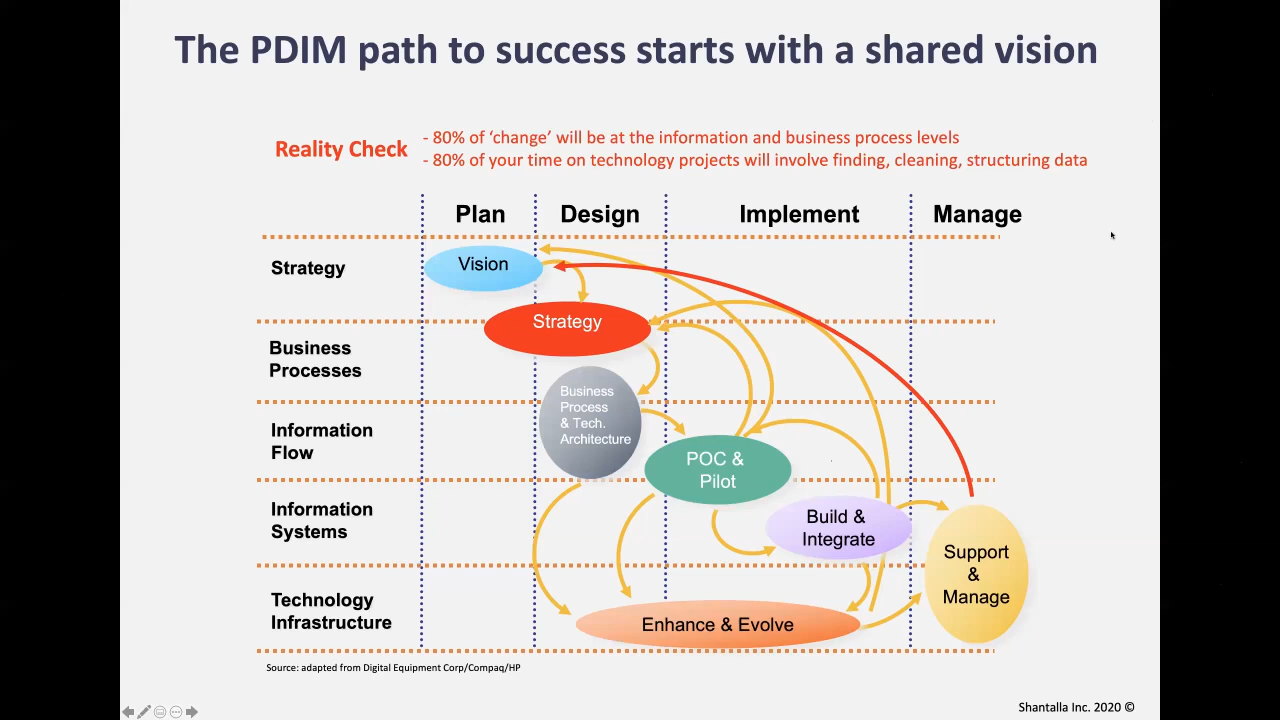 The PDIM path to success starts with a shared vision
Reality Check
- 80% of ‘change’ will be at the information and business process levels
- 80% of your time on technology projects will involve finding, cleaning, structuring data
Plan
Design
Implement
Manage
Strategy
Vision
Strategy
Business
Processes
Business
Process
& Tech.
Architecture
Information
Flow
POC &
Pilot
Information
Systems
Build &
Integrate
Support
&
Manage
Technology
Infrastructure
Enhance & Evolve
Source: adapted from Digital Equipment Corp/Compaq/HP
Shantalla Inc. 2020 ©